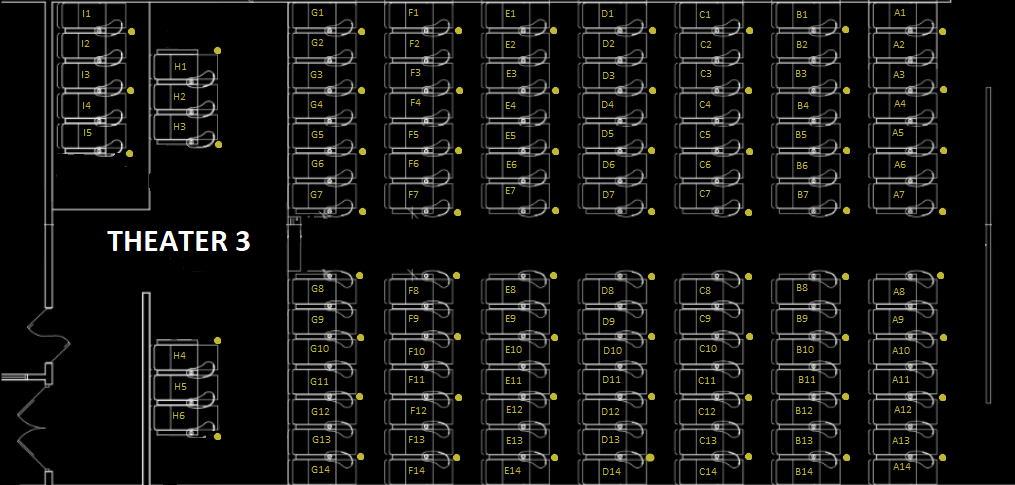 I1 G1 F1 E1 D1 C1 B1 A1
I2 G2 F2 E2 D2 C2 B2 A2
H1
I3 G3 F3 E3 D3 C3 B3 A3
H2
I4 G4 F4 E4 D4 C4 B4 A4
H3
I5 G5 F5 E5 D5 C5 B5 A5
G6 F6 E6 D6 C6 B6 A6
G7 F7 E7 D7 C7 B7 A7
THEATER 3
G8 F8 E8 D8 C8 B8 A8
G9 F9 E9 D9 C9 B9 A9
H4 G10 F10 E10 D10 C10 B10 A10
H5 G11 F11 E11 D11 C11 B11 A11
H6 G12 F12 E12 D12 C12 B12 A12
G13 F13 E13 D13 C13 B13 A13
G14 F14 E14 D14 C14 B14 A14